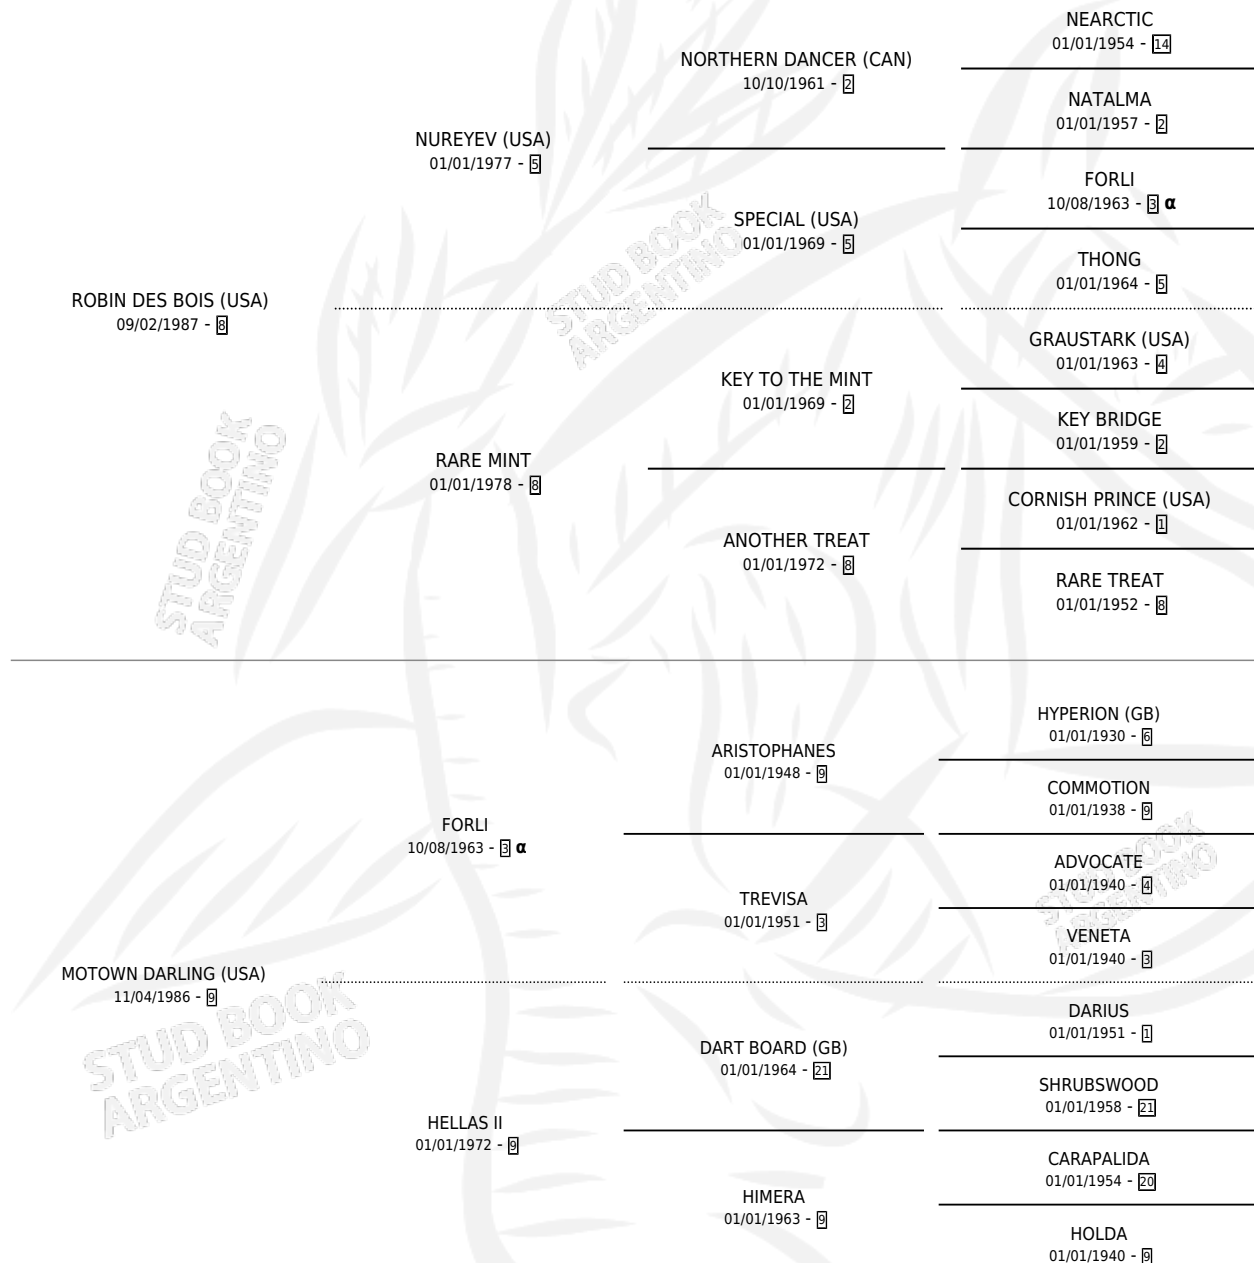 NEARCTIC
01/01/1954 - 14
NORTHERN DANCER (CAN)
10/10/1961 - 2
NATALMA
01/01/1957 - 2
NUREYEV (USA)
01/01/1977 - 5
FORLI
10/08/1963 - 3 α
SPECIAL (USA)
01/01/1969 - 5
THONG
01/01/1964 - 5
ROBIN DES BOIS (USA)
09/02/1987 - 8
GRAUSTARK (USA)
01/01/1963 - 4
KEY TO THE MINT
01/01/1969 - 2
KEY BRIDGE
01/01/1959 - 2
RARE MINT
01/01/1978 - 8
CORNISH PRINCE (USA)
01/01/1962 - 1
ANOTHER TREAT
01/01/1972 - 8
RARE TREAT
01/01/1952 - 8
HYPERION (GB)
01/01/1930 - 6
ARISTOPHANES
01/01/1948 - 9
COMMOTION
01/01/1938 - 9
FORLI
10/08/1963 - 3 α
ADVOCATE
01/01/1940 - 4
TREVISA
01/01/1951 - 3
VENETA
01/01/1940 - 3
MOTOWN DARLING (USA)
11/04/1986 - 9
DARIUS
01/01/1951 - 1
DART BOARD (GB)
01/01/1964 - 21
SHRUBSWOOD
01/01/1958 - 21
HELLAS II
01/01/1972 - 9
CARAPALIDA
01/01/1954 - 20
HIMERA
01/01/1963 - 9
HOLDA
01/01/1940 - 9
STUD BOOK
ARGENTINO
STUD BOOK
ARGENTINO
STUD BOOK
ARGENTINO
STUD BOOK
ARGENTINO